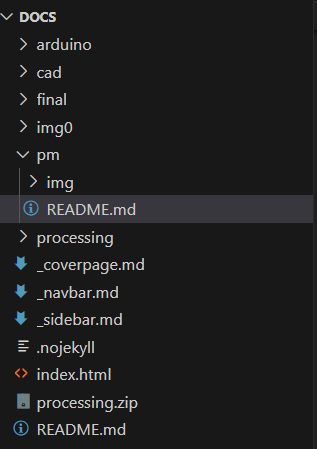 DOCS
arduino
cad
final
img0
pm
img
README.md
processing
_coverpage.md
_navbar.md
_sidebar.md
.nojekyll
index.html
processing.zip
README.md